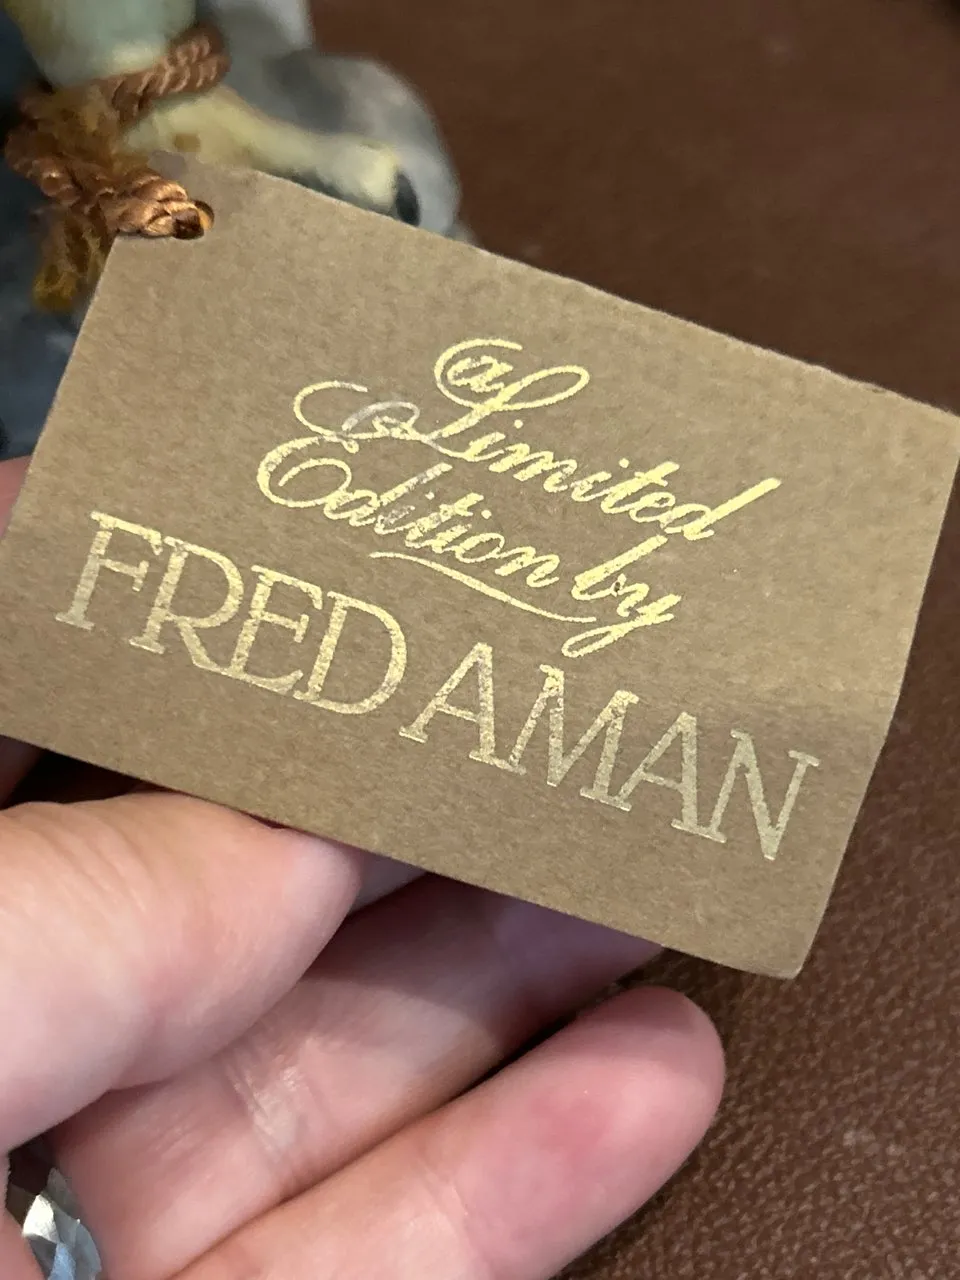 a Limited
Edition by
FRED AMAN